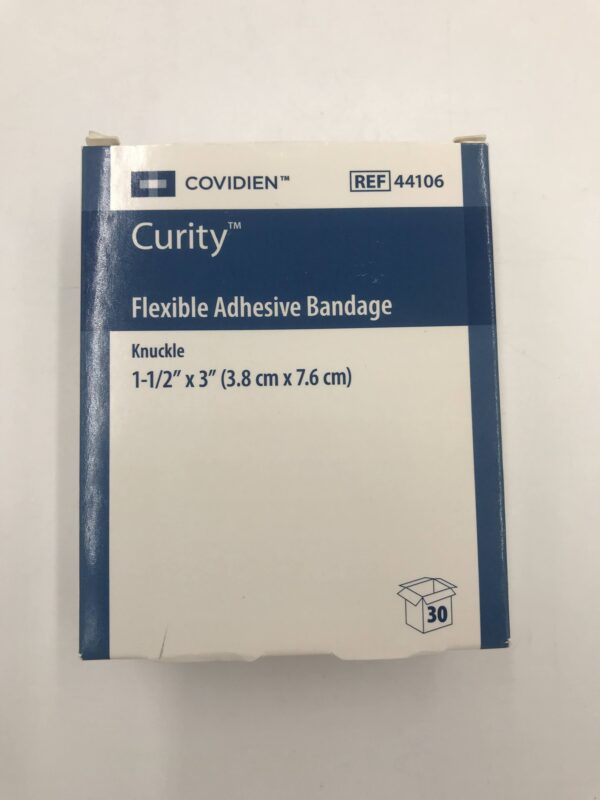 COVIDIEN™ REF 44106
Curity™
Flexible Adhesive Bandage
Knuckle
1-1/2” x 3” (3.8 cm x 7.6 cm)
30